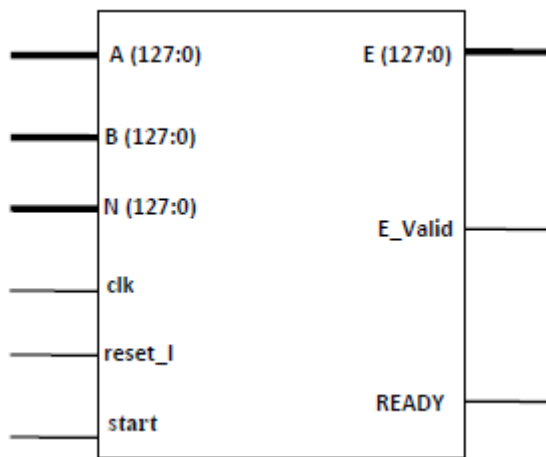 A (127:0)
E (127:0)
B (127:0)
N (127:0)
E_Valid
clk
reset_l
READY
start